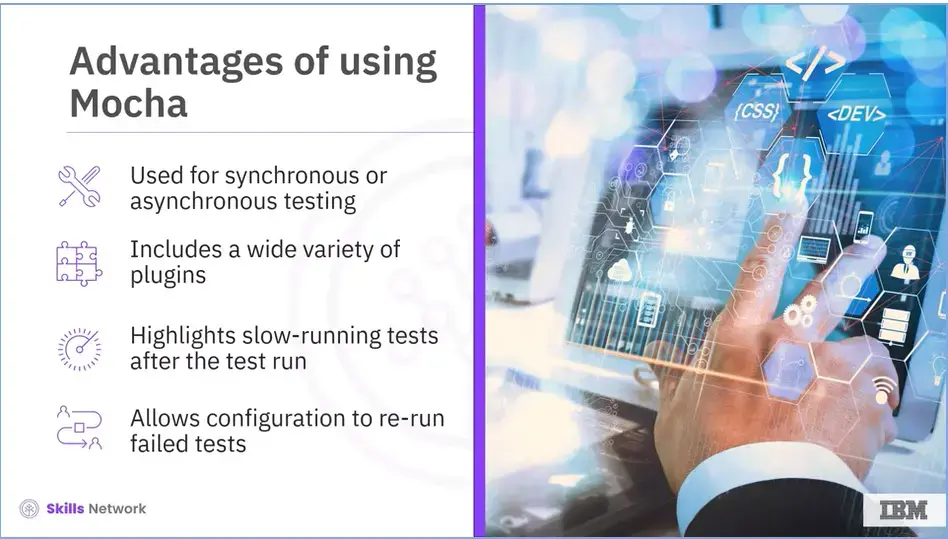 Advantages of using
Mocha
Used for synchronous or
asynchronous testing
Includes a wide variety of
plugins
Highlights slow-running tests
after the test run
Allows configuration to re-run
failed tests
Skills Network
</>
{CSS}
<DEV>
{}
IBM